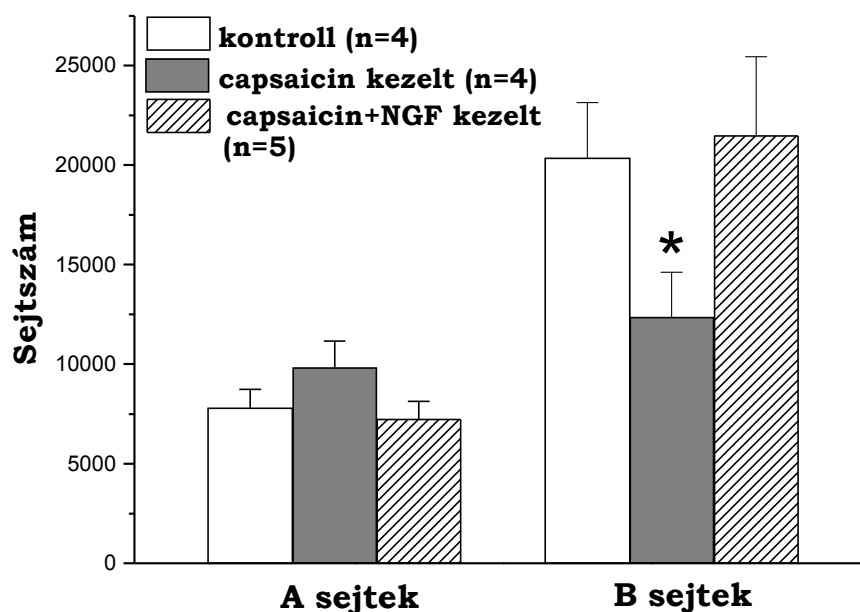 kontroll (n=4)
capsaicin kezelt (n=4)
capsaicin+NGF kezelt
(n=5)
Sejtszám
25000
20000
15000
10000
5000
0
*
A sejtek
B sejtek